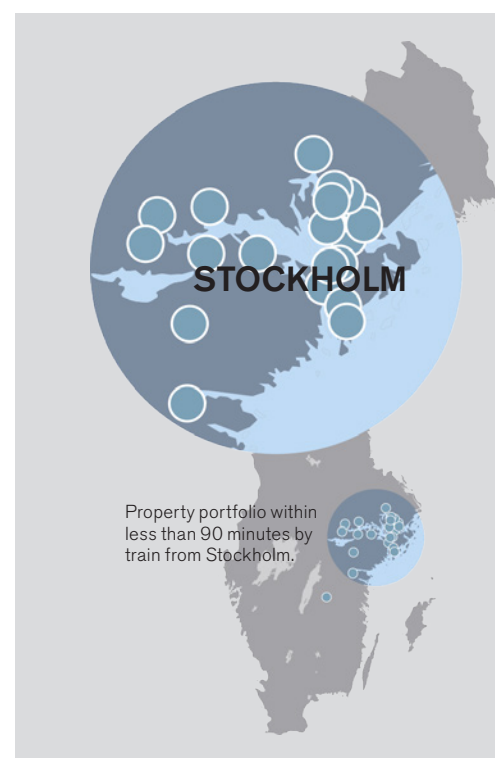 STOCKHOLM
Property portfolio within
less than 90 minutes by
train from Stockholm.